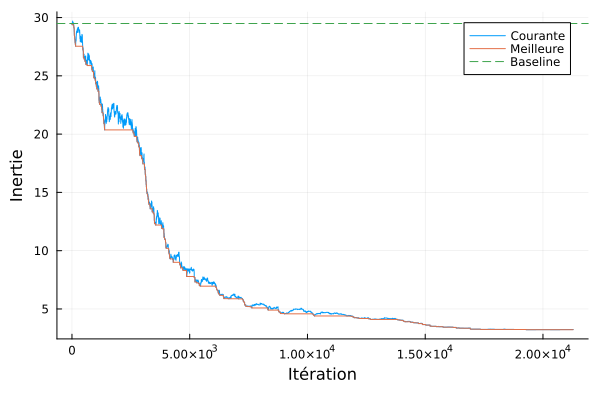 Courante
Meilleure
Baseline
30
25
20
15
10
5
Inertie
0
5.00×10³
1.00×10⁴
1.50×10⁴
2.00×10⁴
Itération